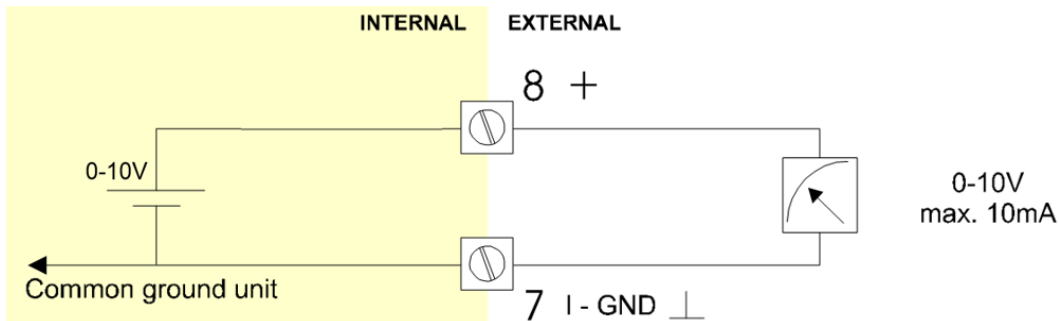 INTERNAL EXTERNAL
8 +
0-10V
0-10V
max. 10mA
Common ground unit
7 I - GND